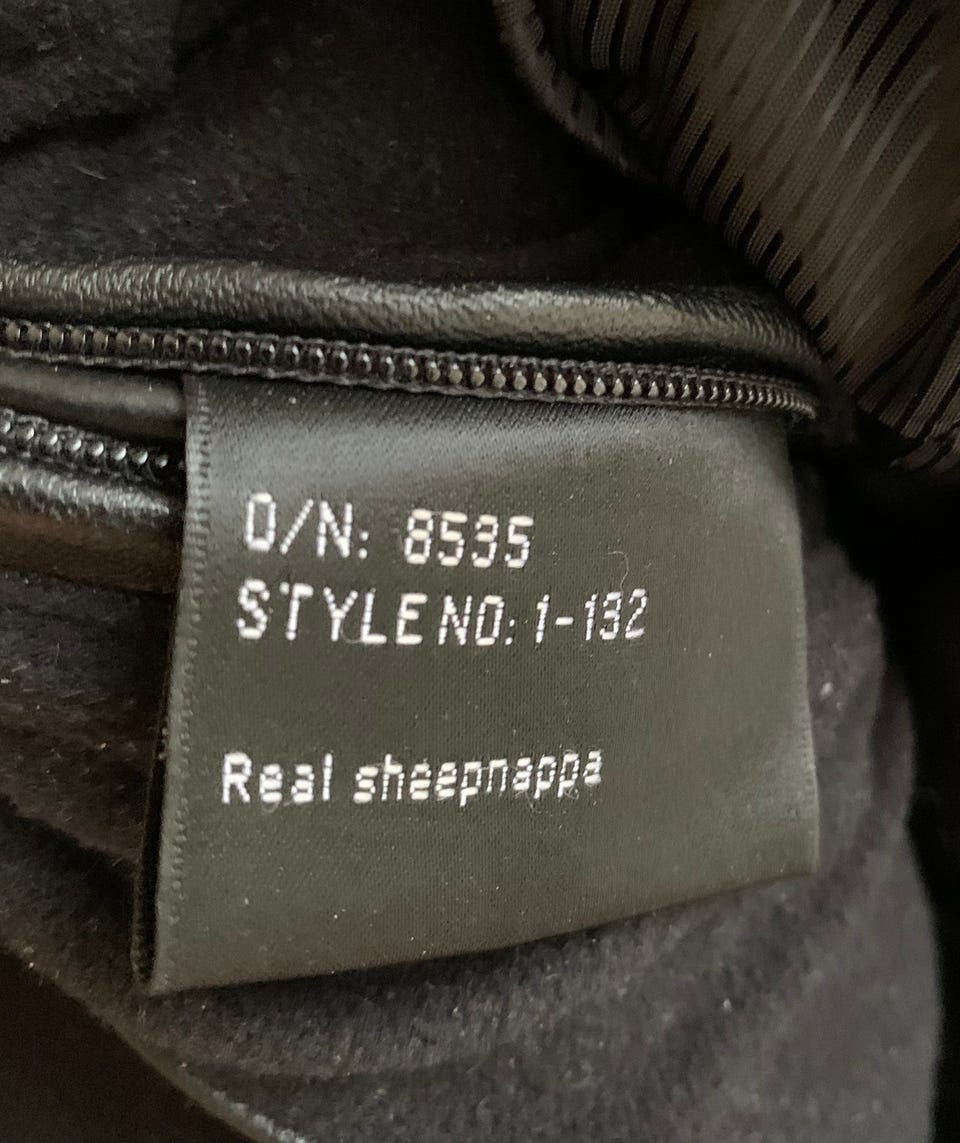 O/N: 8535
STYLE NO: 1-132
Real sheepnappa